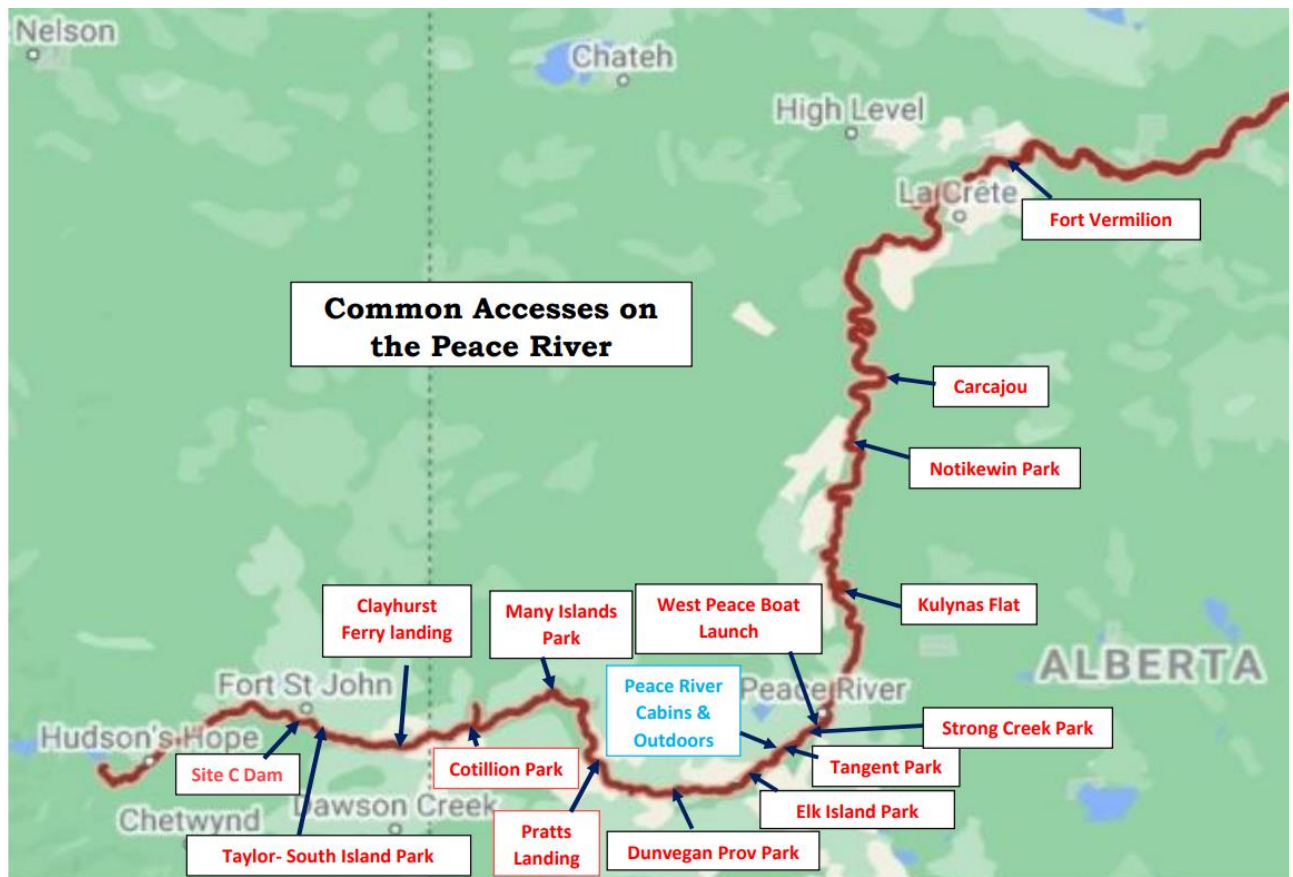 Nelson
Chateh
High Level
La Crête
Fort Vermilion
Common Accesses on
the Peace River
Carcajou
Notikewin Park
Kulynas Flat
Clayhurst
Ferry landing
Many Islands
Park
West Peace Boat
Launch
ALBERTA
Fort St John
Peace River
Cabins &
Outdoors
Peace River
Strong Creek Park
Hudson's Hope
Site C Dam
Cotillion Park
Tangent Park
Elk Island Park
Chetwynd
Dawson Creek
Pratts
Landing
Dunvegan Prov Park
Taylor- South Island Park